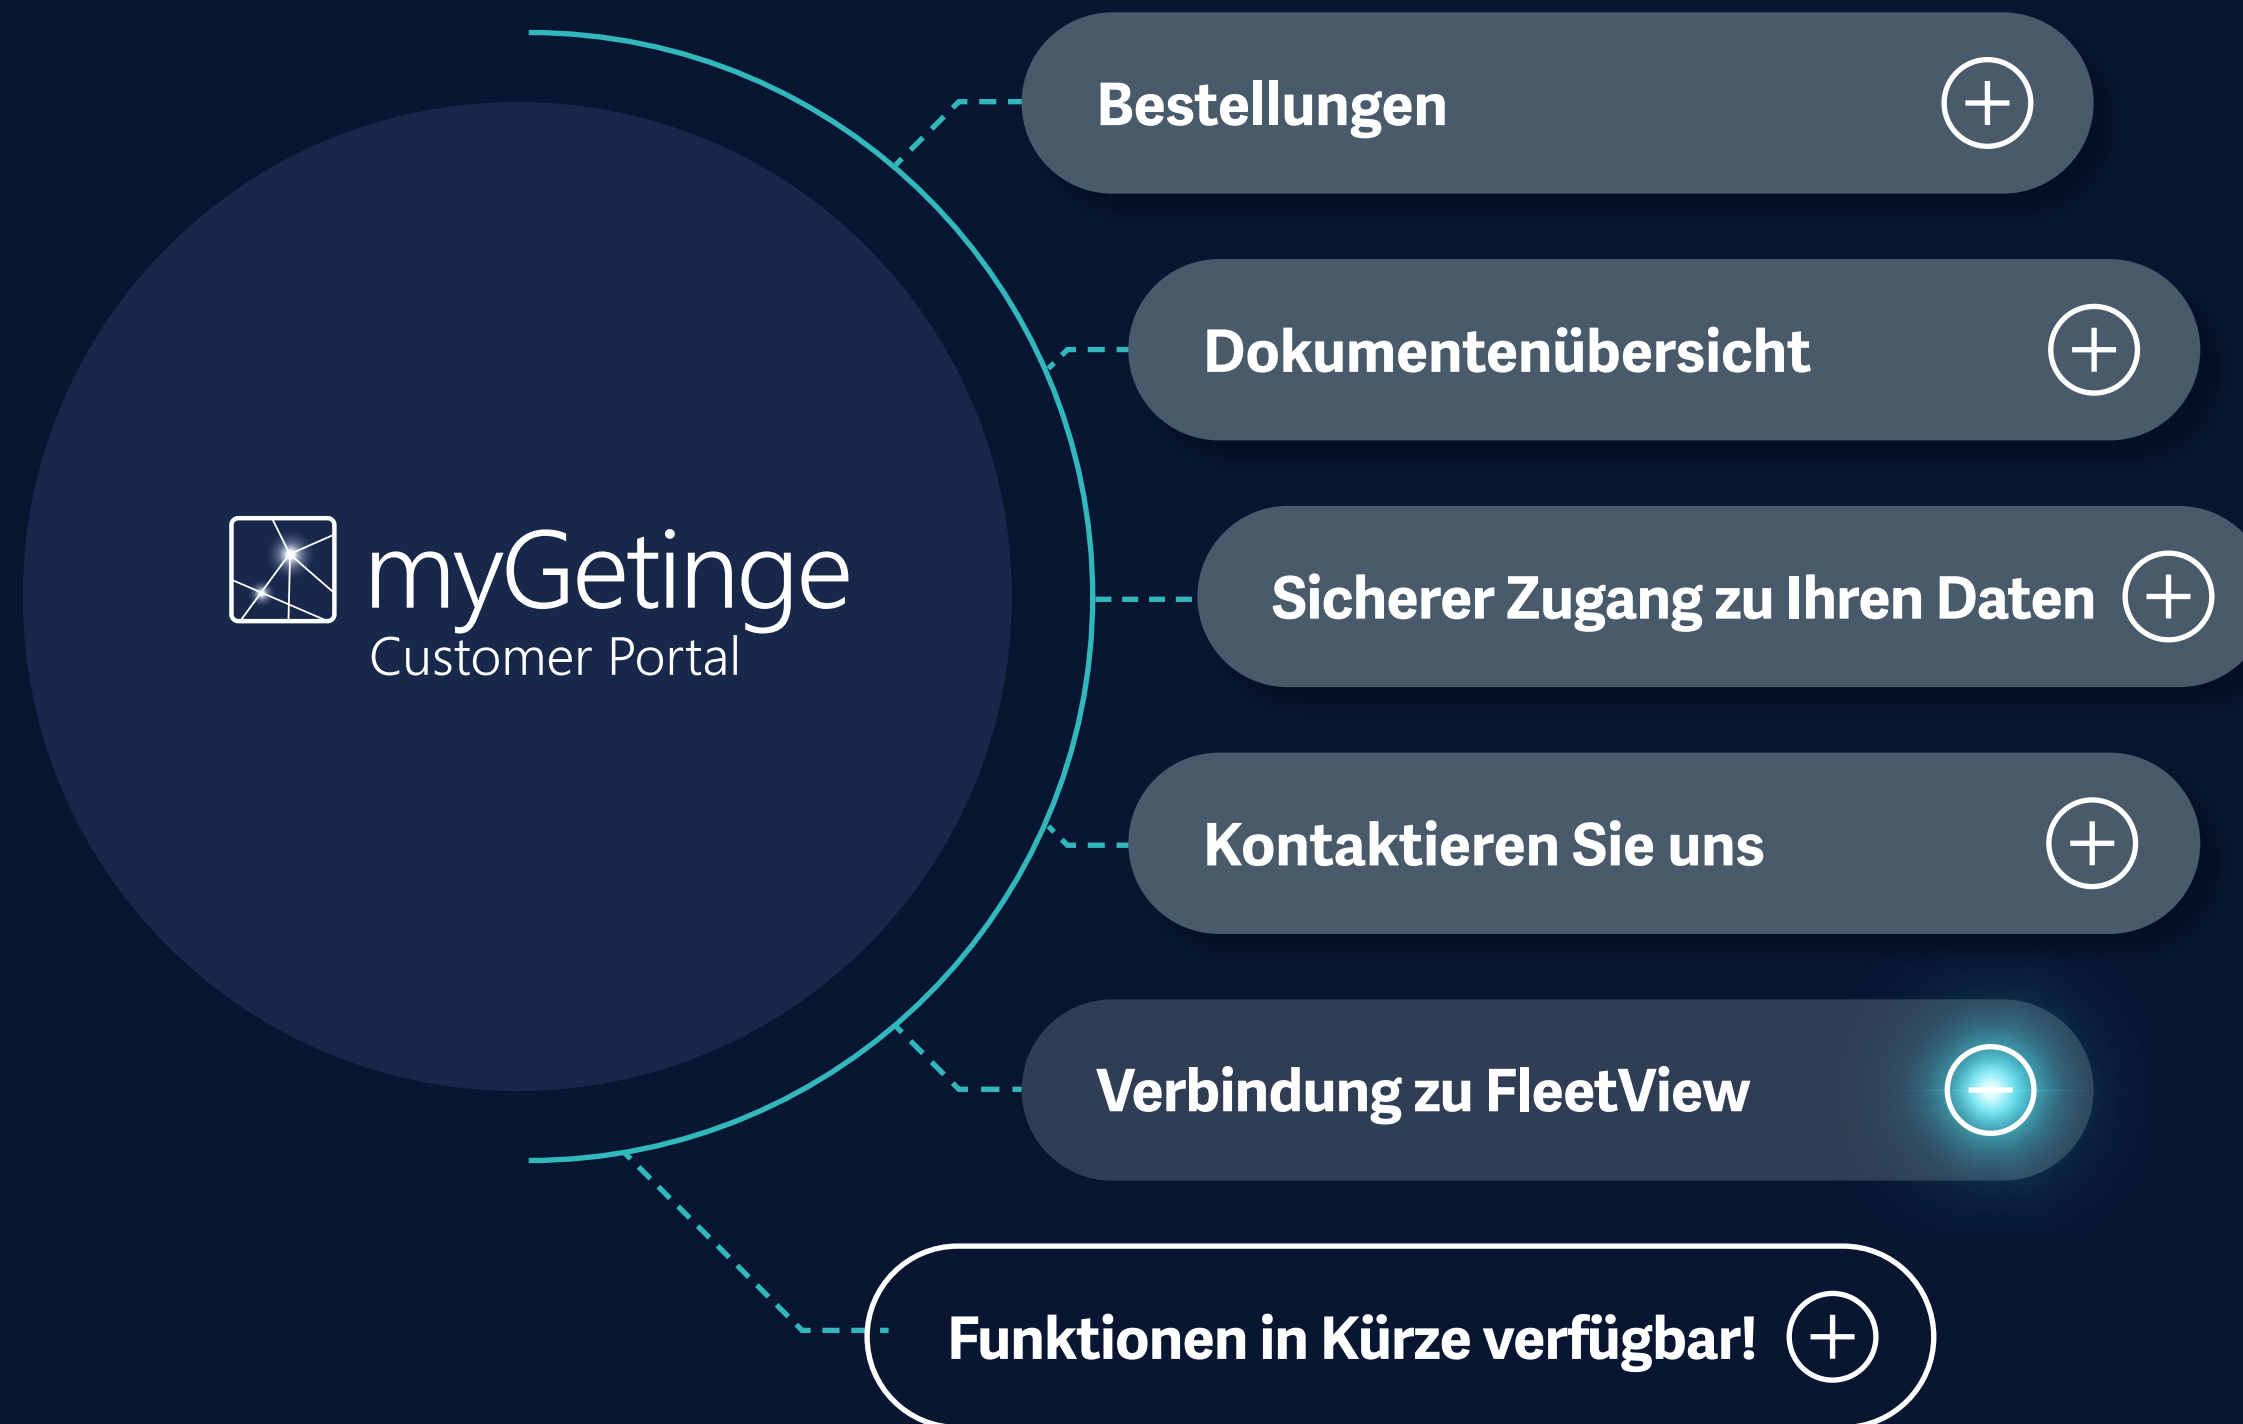 Bestellungen
Dokumentenübersicht
myGetinge
Customer Portal
Sicherer Zugang zu Ihren Daten
Kontaktieren Sie uns
Verbindung zu FleetView
Funktionen in Kürze verfügbar!